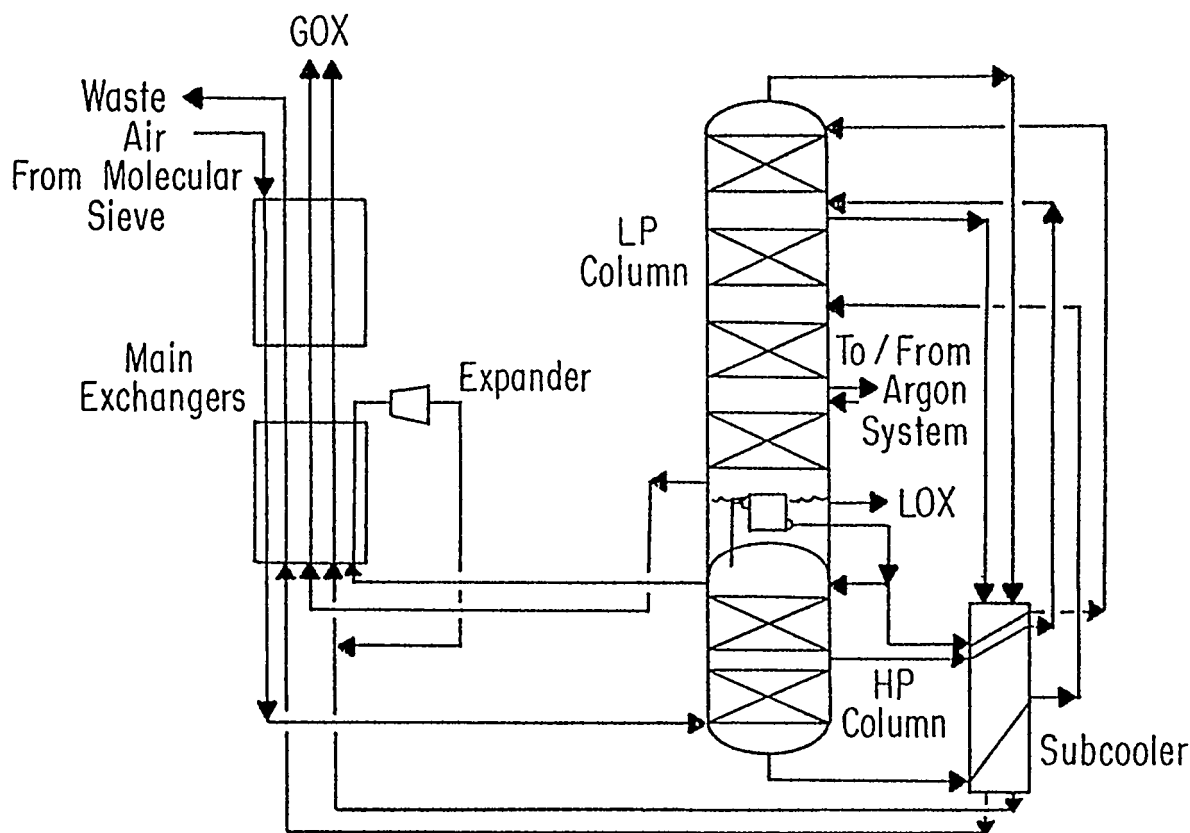 GOX
Waste
Air
From Molecular
Sieve
LP
Column
Main
Exchangers
Expander
To / From
Argon
System
LOX
HP
Column
Subcooler